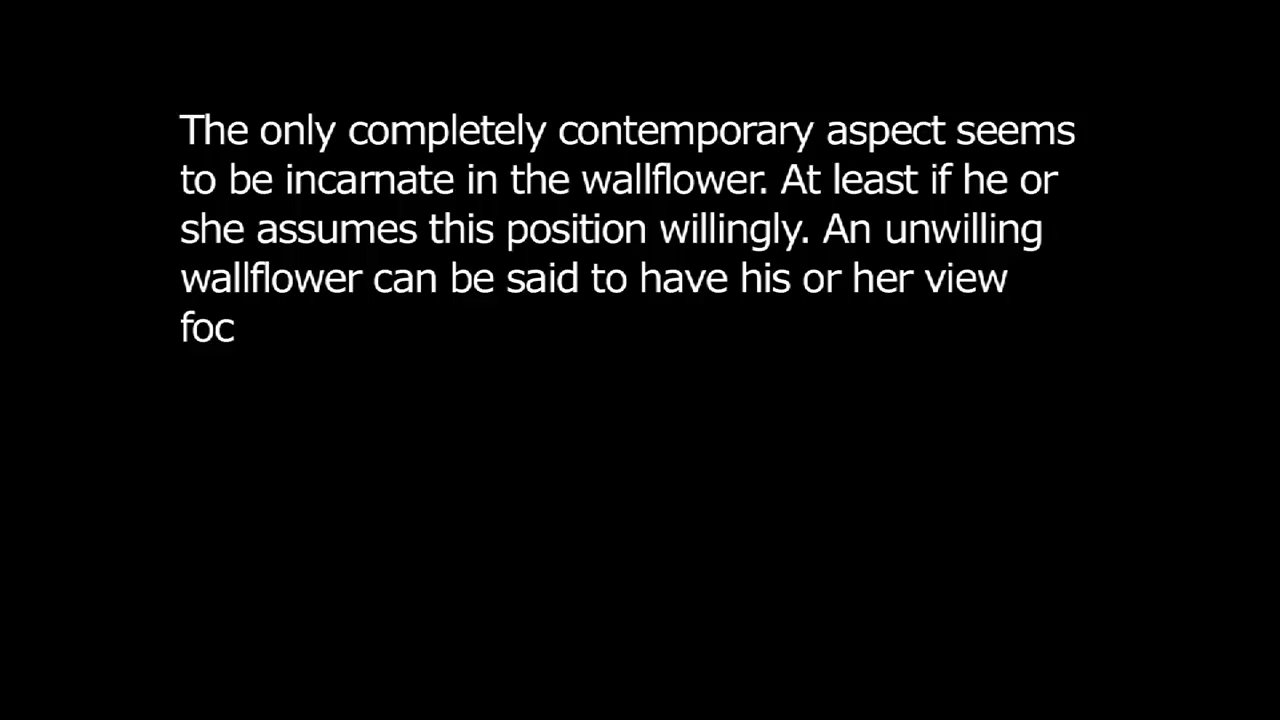 The only completely contemporary aspect seems
to be incarnate in the wallflower. At least if he or
she assumes this position willingly. An unwilling
wallflower can be said to have his or her view
foc